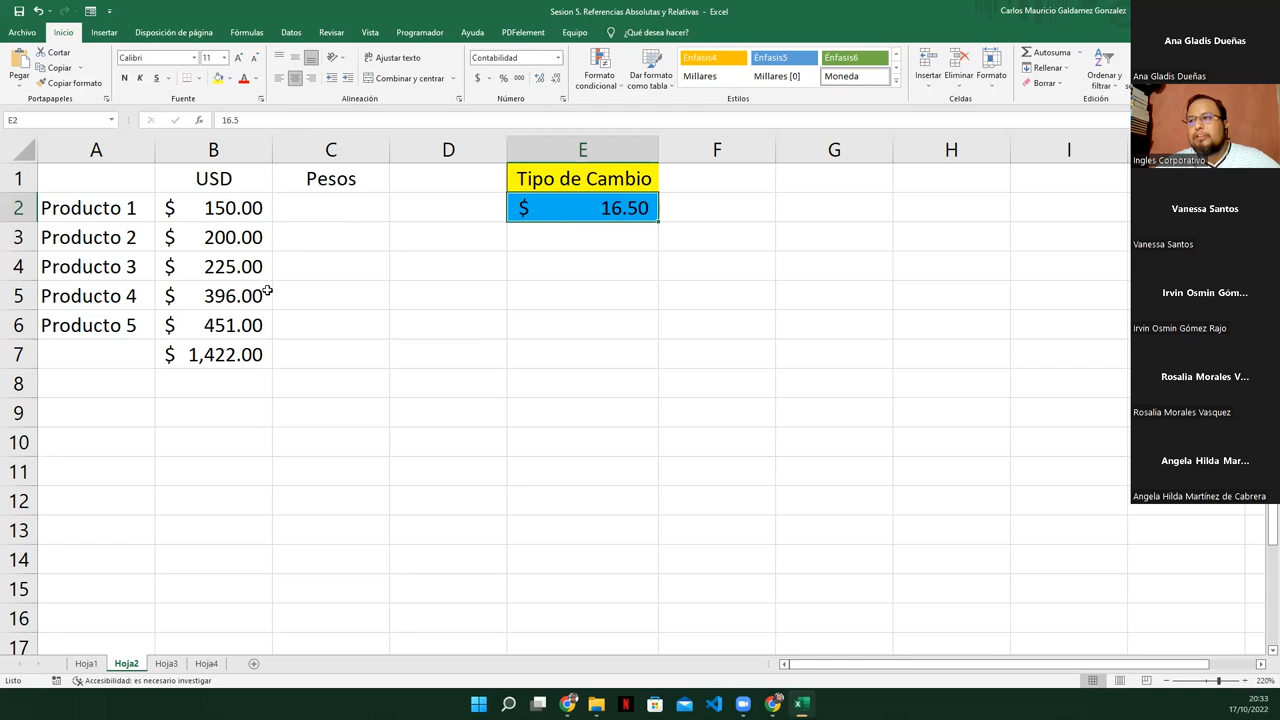 Sesion 5. Referencias Absolutas y Relativas - Excel
Carlos Mauricio Galdamez Gonzalez
Archivo Inicio Insertar Disposición de página Fórmulas Datos Revisar Vista Programador Ayuda PDFelement Equipo ¿Qué desea hacer?
Pegar
Cortar
Copiar
Copiar formato
Portapapeles
Calibri 11
N K S
Fuente
Ajustar texto
Combinar y centrar
Alineación
Contabilidad
$ % 000
Número
Formato condicional
Dar formato como tabla
Énfasis4 Énfasis5 Énfasis6
Millares Millares [0] Moneda
Estilos
Insertar Eliminar Formato
Celdas
Autosuma
Rellenar
Borrar
Ordenar y filtrar
Edición
E2 fx 16.5
A B C D E F G H I
1 USD Pesos Tipo de Cambio
2 Producto 1 $ 150.00 $ 16.50
3 Producto 2 $ 200.00
4 Producto 3 $ 225.00
5 Producto 4 $ 396.00
6 Producto 5 $ 451.00
7 $ 1,422.00
8
9
10
11
12
13
14
15
16
17
Hoja1 Hoja2 Hoja3 Hoja4
Listo Accesibilidad: es necesario investigar 220%
20:33
17/10/2022
Ana Gladis Dueñas
Ana Gladis Dueñas
Ingles Corporativo
Vanessa Santos
Vanessa Santos
Irvin Osmin Góm...
Irvin Osmin Gómez Rajo
Rosalia Morales V...
Rosalia Morales Vasquez
Angela Hilda Mar...
Angela Hilda Martínez de Cabrera